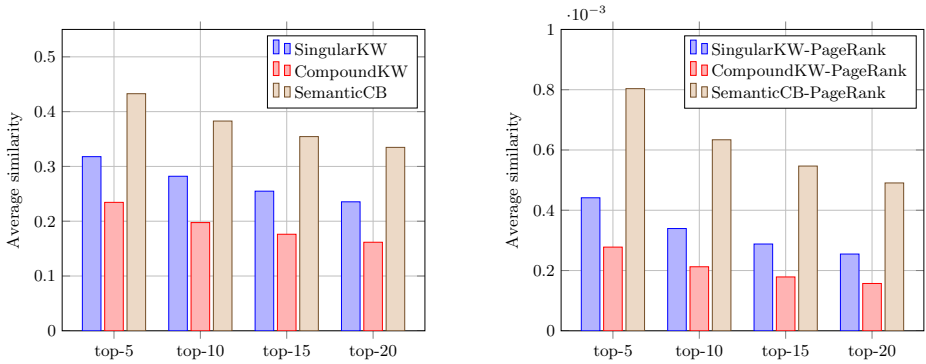 0.5
0.4
0.3
0.2
0.1
0
Average similarity
SingularKW
CompoundKW
SemanticCB
top-5 top-10 top-15 top-20
·10⁻³
1
0.8
0.6
0.4
0.2
0
Average similarity
SingularKW-PageRank
CompoundKW-PageRank
SemanticCB-PageRank
top-5 top-10 top-15 top-20